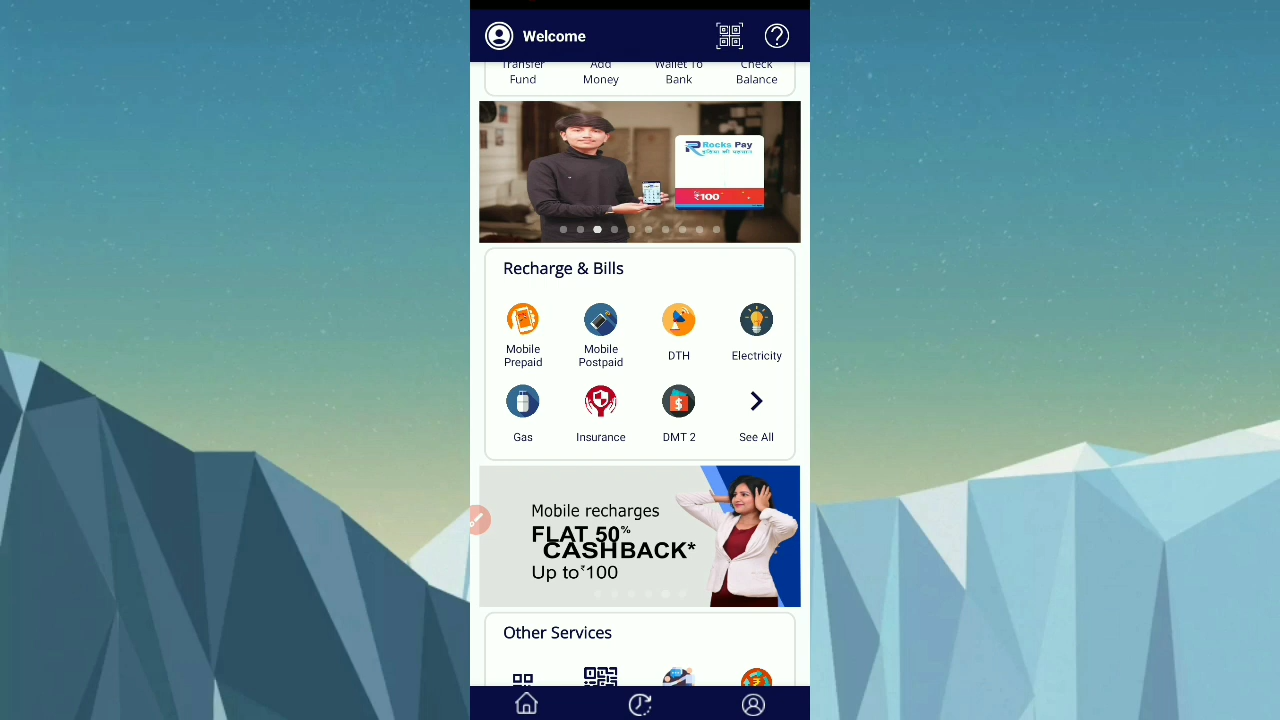 Welcome
Transfer Add Wallet To Check
Fund Money Bank Balance
Rocks Pay
₹100
Recharge & Bills
Mobile Prepaid
Mobile Postpaid
DTH
Electricity
Gas
Insurance
DMT 2
See All
Mobile recharges
FLAT 50%
CASHBACK*
Up to ₹100
Other Services